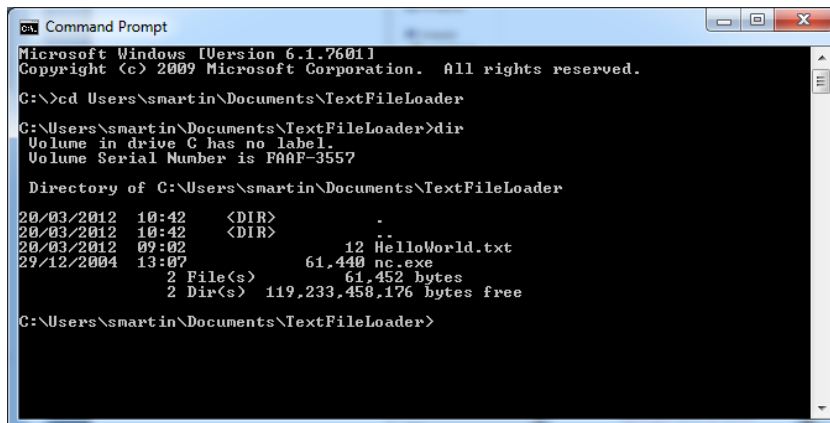 Command Prompt
Microsoft Windows [Version 6.1.7601]
Copyright (c) 2009 Microsoft Corporation.  All rights reserved.
C:\>cd Users\smartin\Documents\TextFileLoader
C:\Users\smartin\Documents\TextFileLoader>dir
 Volume in drive C has no label.
 Volume Serial Number is FAAF-3557
 Directory of C:\Users\smartin\Documents\TextFileLoader
20/03/2012  10:42    <DIR>          .
20/03/2012  10:42    <DIR>          ..
20/03/2012  09:02                12 HelloWorld.txt
29/12/2004  13:07            61,440 nc.exe
               2 File(s)         61,452 bytes
               2 Dir(s)  119,233,458,176 bytes free
C:\Users\smartin\Documents\TextFileLoader>